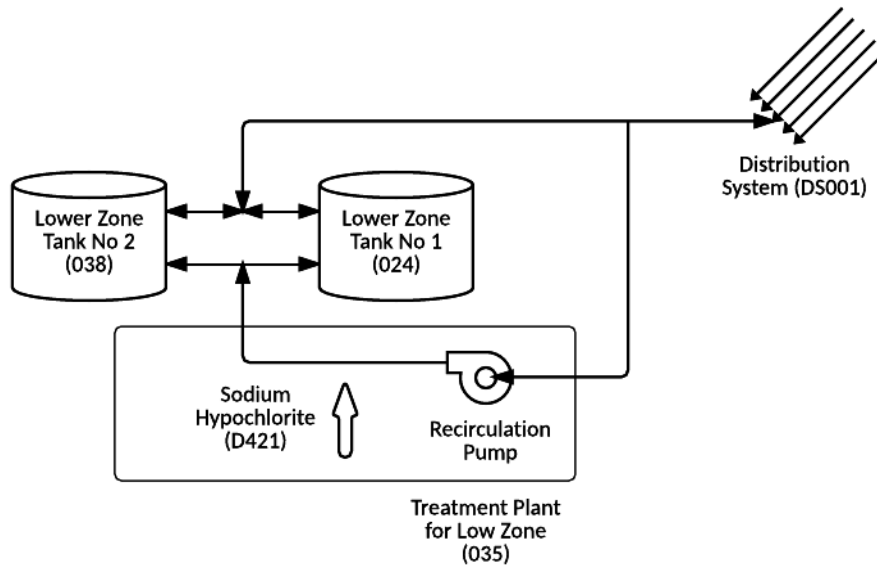 Distribution
System (DS001)
Lower Zone
Tank No 2
(038)
Lower Zone
Tank No 1
(024)
Sodium
Hypochlorite
(D421)
Recirculation
Pump
Treatment Plant
for Low Zone
(035)